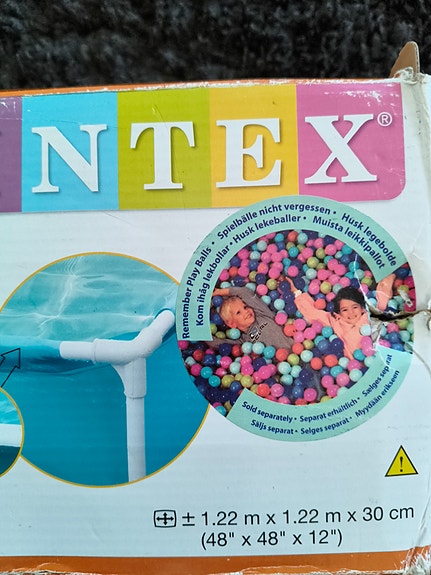 NTEX®
Remember Play Balls • Spielbälle nicht vergessen • Husk legebolde
Kom ihåg lekbollar • Husk lekeballer • Muista leikkipallot
Sold separately • Separat erhältlich • Sælges separat
Säljs separat • Selges separat • Myydään erikseen
± 1.22 m x 1.22 m x 30 cm
(48" x 48" x 12")